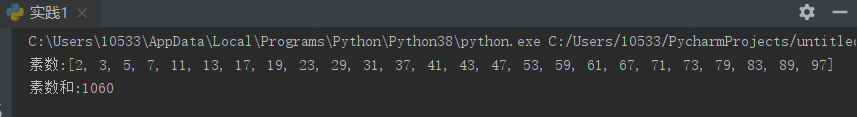 实践1
C:\Users\10533\AppData\Local\Programs\Python\Python38\python.exe C:/Users/10533/PycharmProjects/untitled
素数:[2, 3, 5, 7, 11, 13, 17, 19, 23, 29, 31, 37, 41, 43, 47, 53, 59, 61, 67, 71, 73, 79, 83, 89, 97]
素数和:1060